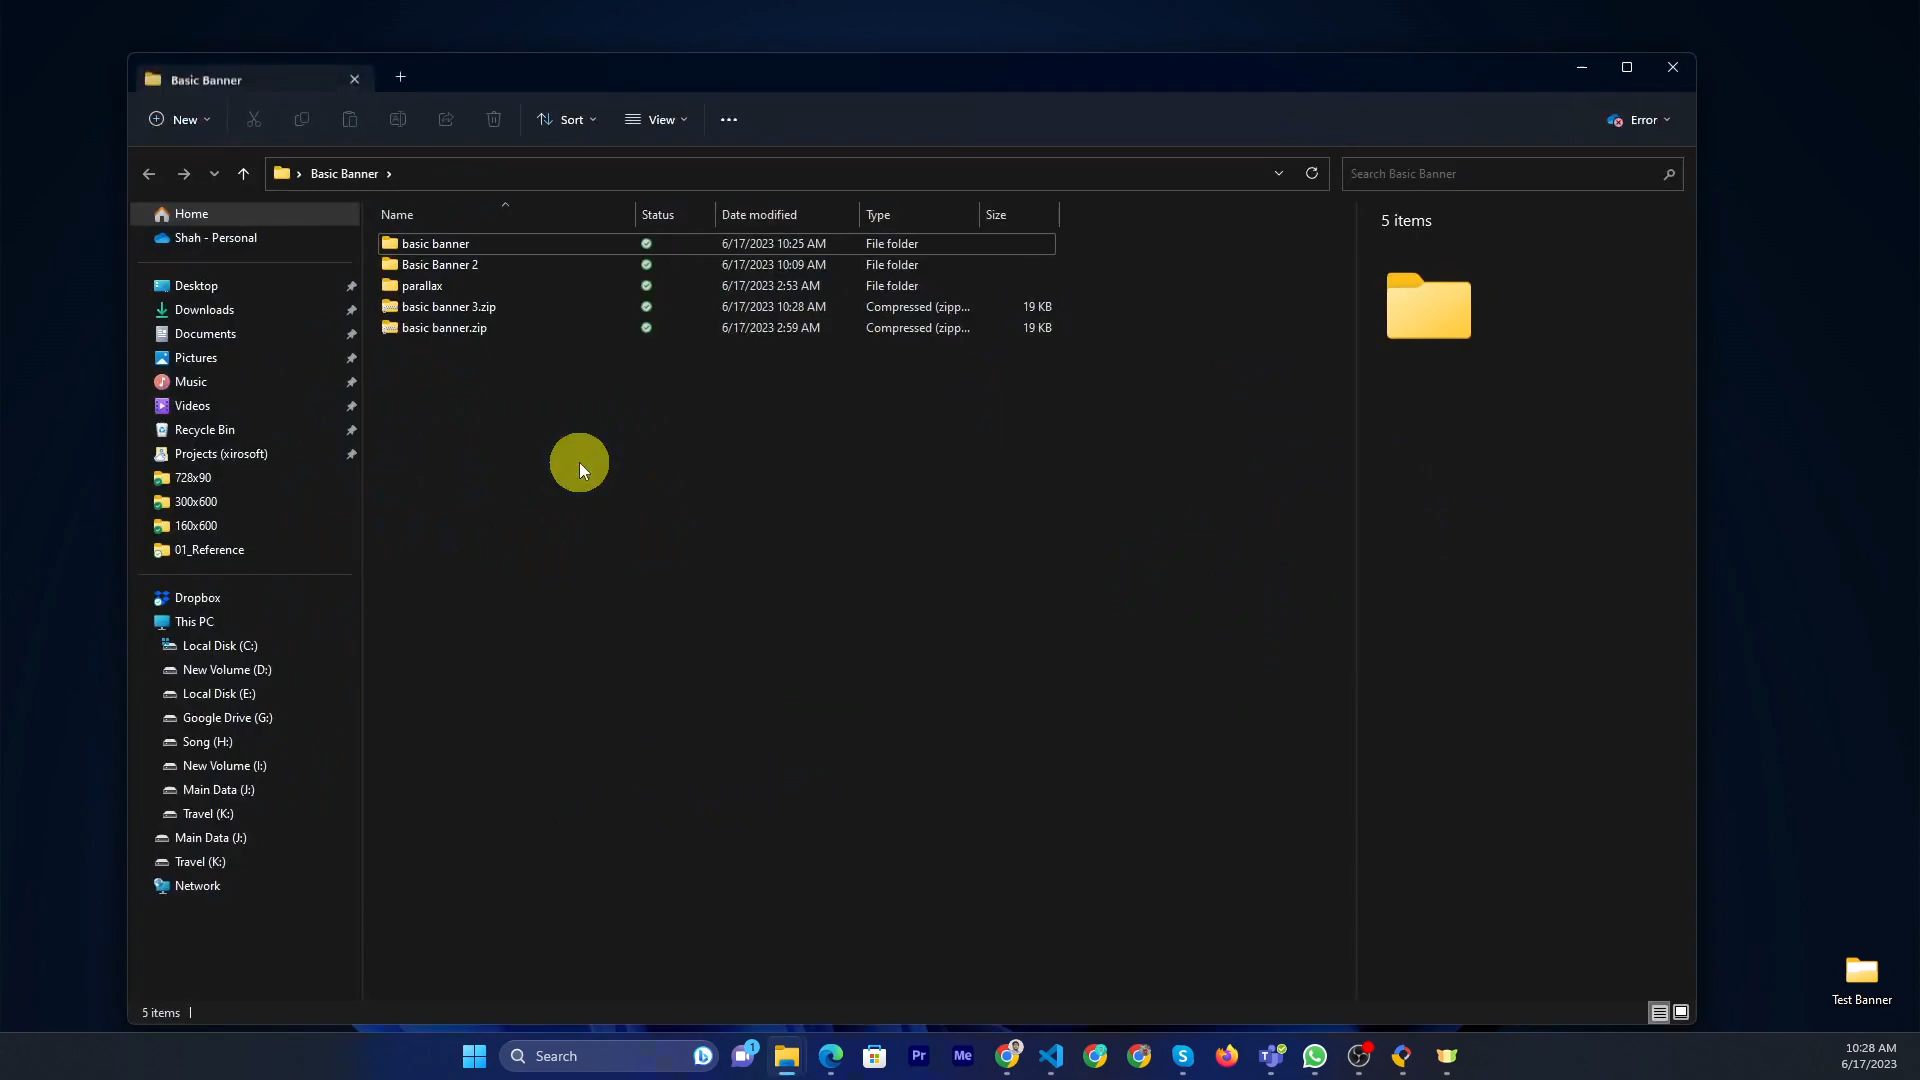 Basic Banner
New
Sort
View
Error
Basic Banner
Search Basic Banner
Name Status Date modified Type Size
basic banner 6/17/2023 10:25 AM File folder
Basic Banner 2 6/17/2023 10:09 AM File folder
parallax 6/17/2023 2:53 AM File folder
basic banner 3.zip 6/17/2023 10:28 AM Compressed (zipp... 19 KB
basic banner.zip 6/17/2023 2:59 AM Compressed (zipp... 19 KB
5 items
Home
Shah - Personal
Desktop
Downloads
Documents
Pictures
Music
Videos
Recycle Bin
Projects (xirosoft)
728x90
300x600
160x600
01_Reference
Dropbox
This PC
Local Disk (C:)
New Volume (D:)
Local Disk (E:)
Google Drive (G:)
Song (H:)
New Volume (I:)
Main Data (J:)
Travel (K:)
Main Data (J:)
Travel (K:)
Network
5 items
Test Banner
Search
1
Pr
Me
10:28 AM
6/17/2023